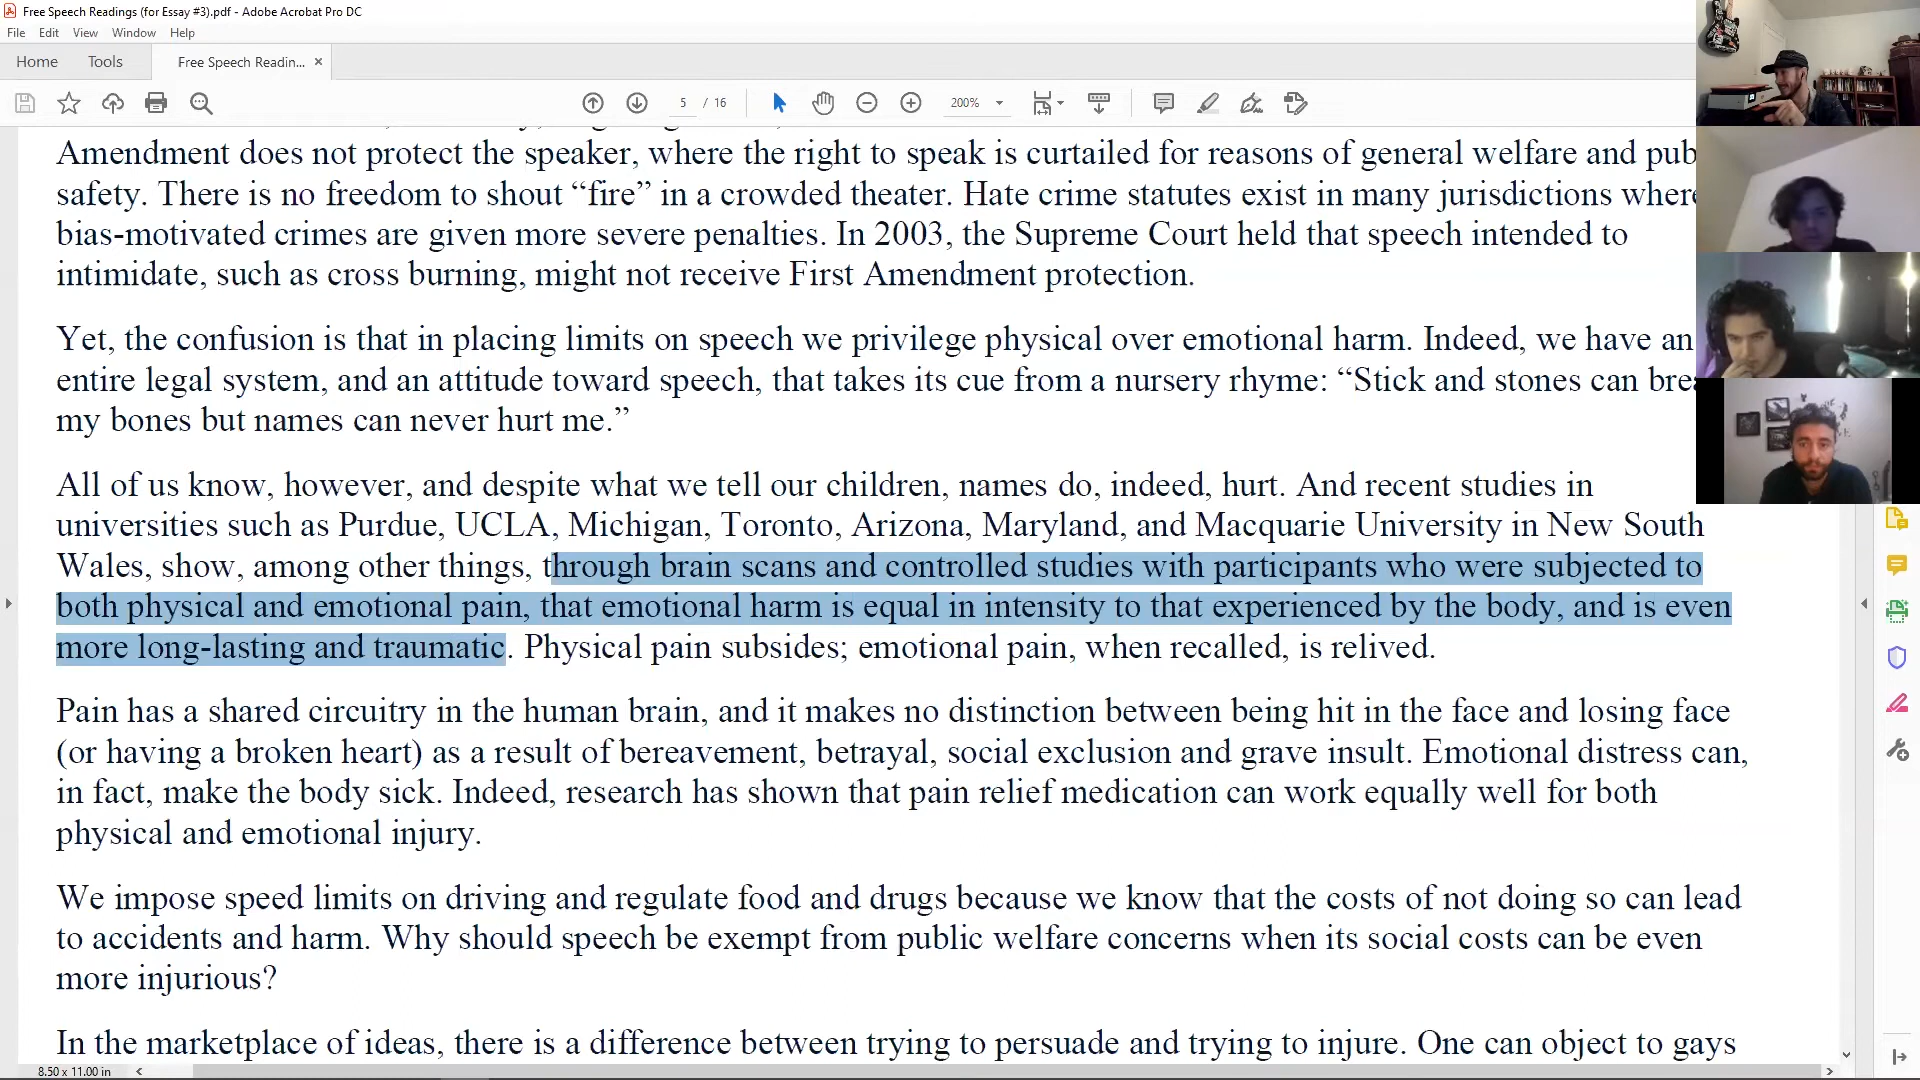 Free Speech Readings (for Essay #3).pdf - Adobe Acrobat Pro DC
File Edit View Window Help
Home Tools Free Speech Readin... ×
5 / 16 200%
Amendment does not protect the speaker, where the right to speak is curtailed for reasons of general welfare and pub
safety. There is no freedom to shout “fire” in a crowded theater. Hate crime statutes exist in many jurisdictions where
bias-motivated crimes are given more severe penalties. In 2003, the Supreme Court held that speech intended to
intimidate, such as cross burning, might not receive First Amendment protection.
Yet, the confusion is that in placing limits on speech we privilege physical over emotional harm. Indeed, we have an
entire legal system, and an attitude toward speech, that takes its cue from a nursery rhyme: “Stick and stones can brea
my bones but names can never hurt me.”
All of us know, however, and despite what we tell our children, names do, indeed, hurt. And recent studies in
universities such as Purdue, UCLA, Michigan, Toronto, Arizona, Maryland, and Macquarie University in New South
Wales, show, among other things, through brain scans and controlled studies with participants who were subjected to
both physical and emotional pain, that emotional harm is equal in intensity to that experienced by the body, and is even
more long-lasting and traumatic. Physical pain subsides; emotional pain, when recalled, is relived.
Pain has a shared circuitry in the human brain, and it makes no distinction between being hit in the face and losing face
(or having a broken heart) as a result of bereavement, betrayal, social exclusion and grave insult. Emotional distress can,
in fact, make the body sick. Indeed, research has shown that pain relief medication can work equally well for both
physical and emotional injury.
We impose speed limits on driving and regulate food and drugs because we know that the costs of not doing so can lead
to accidents and harm. Why should speech be exempt from public welfare concerns when its social costs can be even
more injurious?
In the marketplace of ideas, there is a difference between trying to persuade and trying to injure. One can object to gays
8.50 x 11.00 in